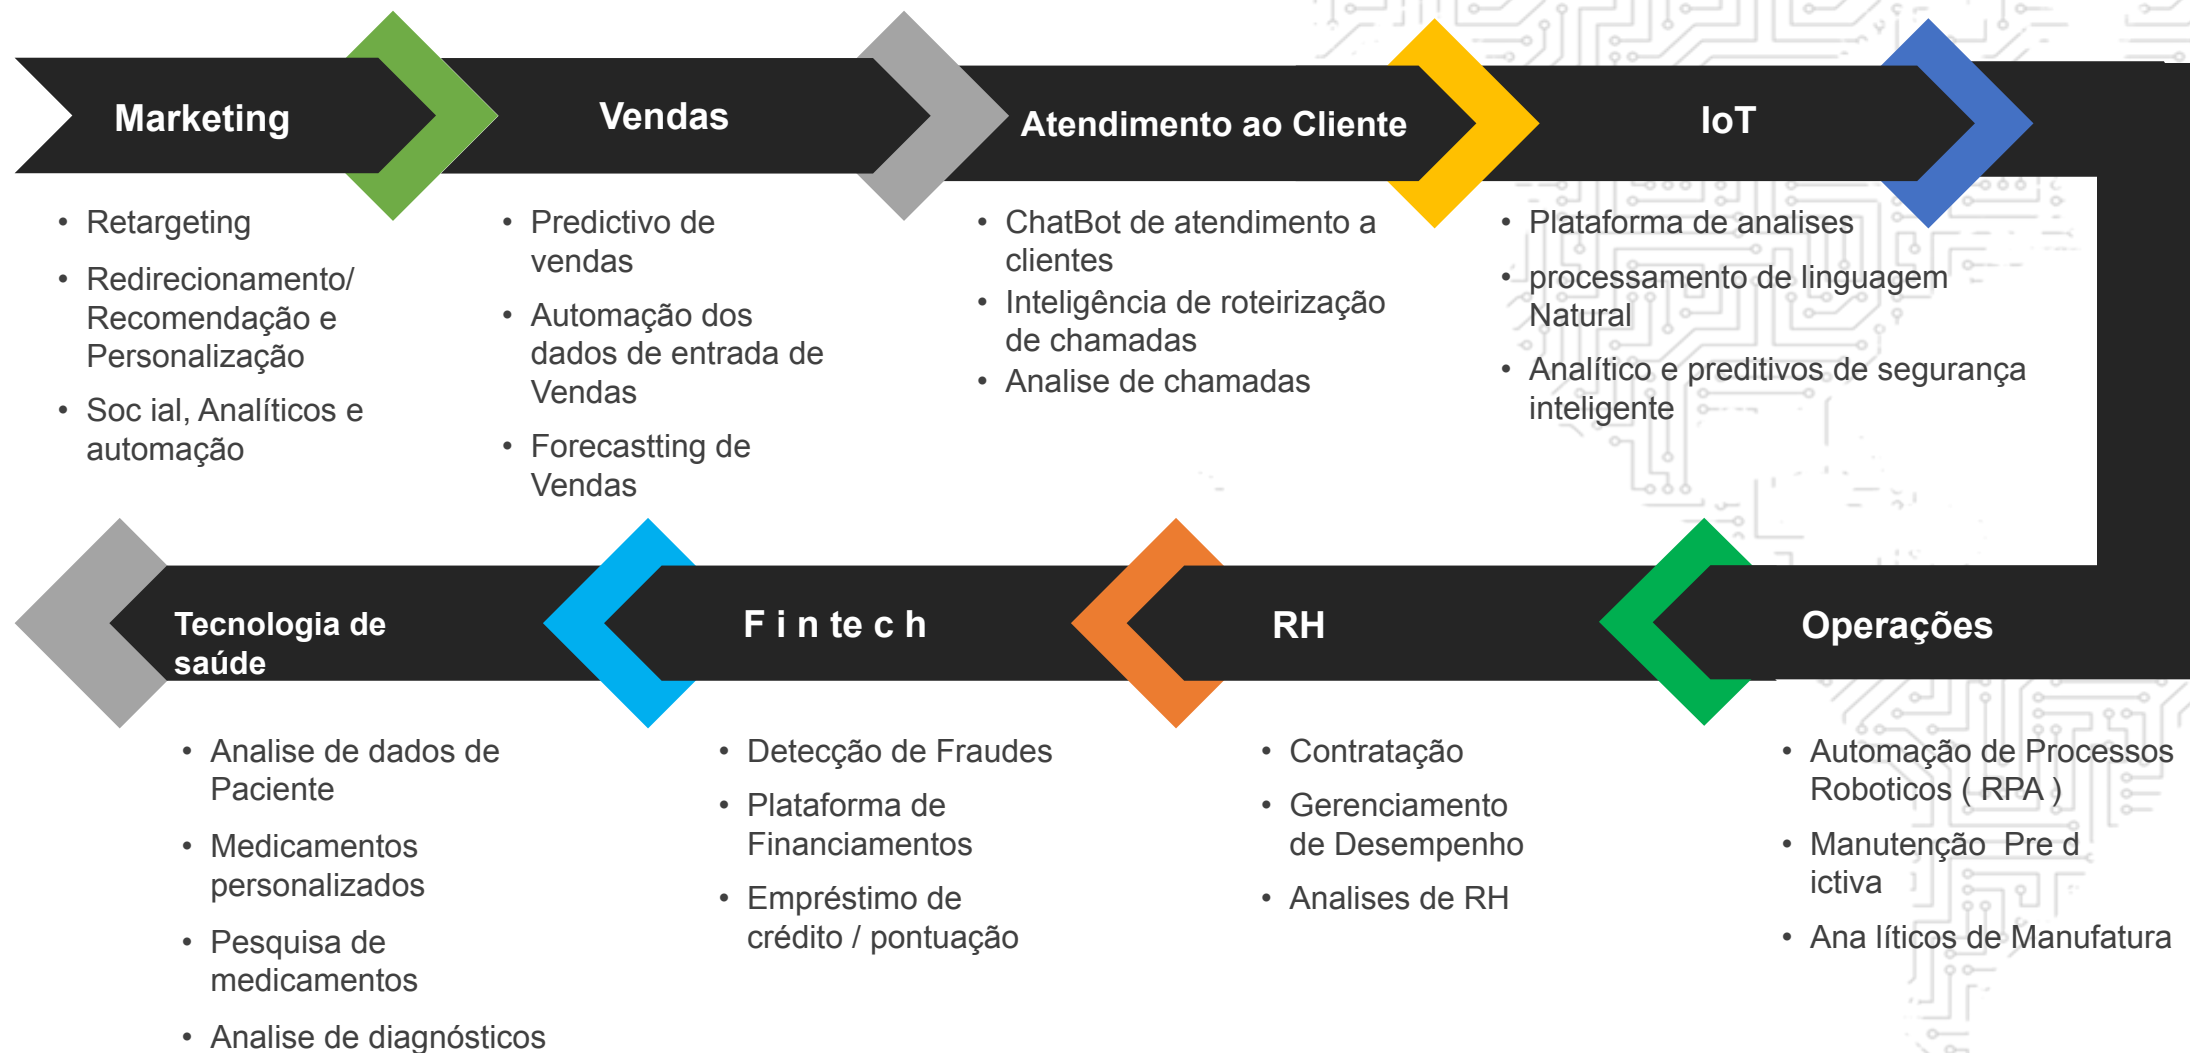 Marketing
• Retargeting
• Redirecionamento/
Recomendação e
Personalização
• Soc ial, Analíticos e
automação
Vendas
• Predictivo de
vendas
• Automação dos
dados de entrada de
Vendas
• Forecastting de
Vendas
Atendimento ao Cliente
• ChatBot de atendimento a
clientes
• Inteligência de roteirização
de chamadas
• Analise de chamadas
IoT
• Plataforma de analises
• processamento de linguagem
Natural
• Analítico e preditivos de segurança
inteligente
Tecnologia de
saúde
• Analise de dados de
Paciente
• Medicamentos
personalizados
• Pesquisa de
medicamentos
• Analise de diagnósticos
F i n te c h
• Detecção de Fraudes
• Plataforma de
Financiamentos
• Empréstimo de
crédito / pontuação
RH
• Contratação
• Gerenciamento
de Desempenho
• Analises de RH
Operações
• Automação de Processos
Roboticos ( RPA )
• Manutenção  Pre d
ictiva
• Ana líticos de Manufatura